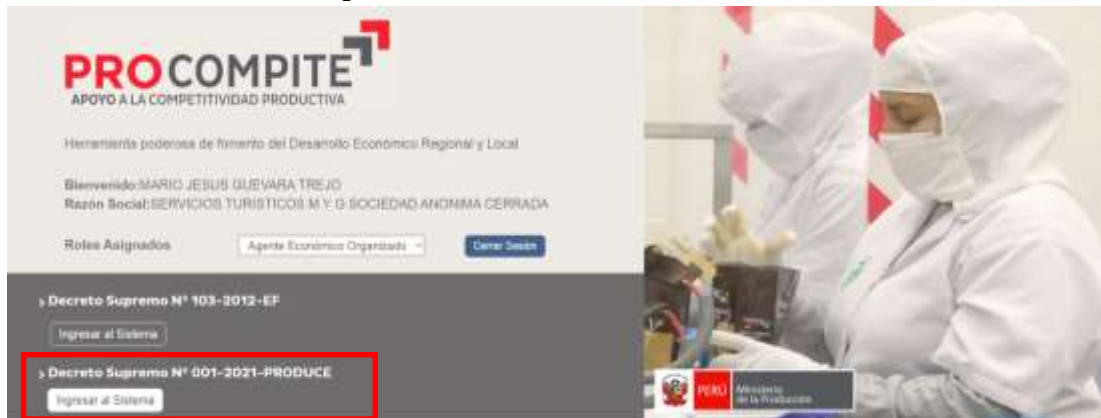 PROCOMPITE
APOYO A LA COMPETITIVIDAD PRODUCTIVA
Herramienta poderosa de fomento del Desarrollo Económico Regional y Local
Bienvenido:MARIO JESUS GUEVARA TREJO
Razón Social:SERVICIOS TURISTICOS M Y G SOCIEDAD ANONIMA CERRADA
Roles Asignados
Agente Económico Organizado
Cerrar Sesión
> Decreto Supremo Nº 103-2012-EF
Ingresar al Sistema
> Decreto Supremo Nº 001-2021-PRODUCE
Ingresar al Sistema
PERÚ
Ministerio
de la Producción